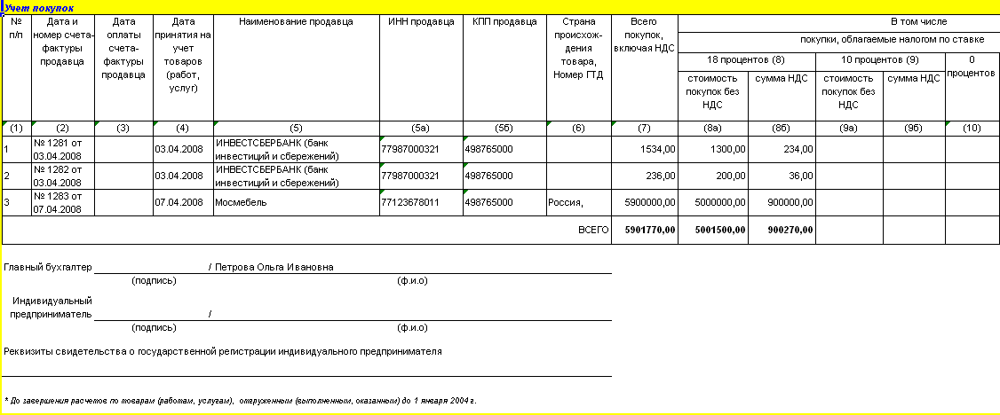 Учет покупок
№ п/п
Дата и номер счета-фактуры продавца
Дата оплаты счета-фактуры продавца
Дата принятия на учет товаров (работ, услуг)
Наименование продавца
ИНН продавца
КПП продавца
Страна происхож-дения товара, Номер ГТД
Всего покупок, включая НДС
В том числе
покупки, облагаемые налогом по ставке
18 процентов (8)
10 процентов (9)
0 процентов
стоимость покупок без НДС
сумма НДС
стоимость покупок без НДС
сумма НДС
(1) (2) (3) (4) (5) (5а) (5б) (6) (7) (8а) (8б) (9а) (9б) (10)
1 № 1281 от 03.04.2008 03.04.2008 ИНВЕСТСБЕРБАНК (банк инвестиций и сбережений) 77987000321 498765000 1534,00 1300,00 234,00
2 № 1282 от 03.04.2008 03.04.2008 ИНВЕСТСБЕРБАНК (банк инвестиций и сбережений) 77987000321 498765000 236,00 200,00 36,00
3 № 1283 от 07.04.2008 07.04.2008 Мосмебель 77123678011 498765000 Россия, 5900000,00 5000000,00 900000,00
ВСЕГО 5901770,00 5001500,00 900270,00
Главный бухгалтер / Петрова Ольга Ивановна
(подпись) (ф.и.о)
Индивидуальный
предприниматель /
(подпись) (ф.и.о)
Реквизиты свидетельства о государственной регистрации индивидуального предпринимателя
* До завершения расчетов по товарам (работам, услугам), отгруженным (выполненным, оказанным) до 1 января 2004 г.